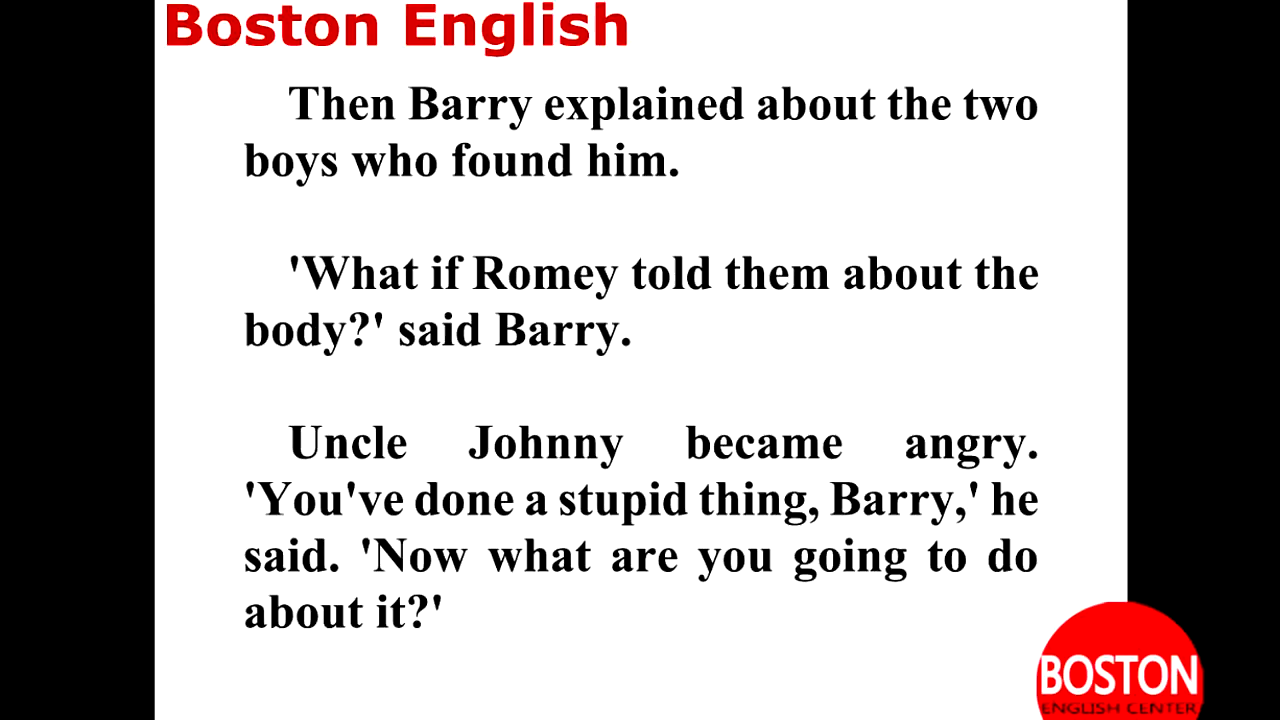 Boston English
Then Barry explained about the two
boys who found him.
'What if Romey told them about the
body?' said Barry.
Uncle Johnny became angry.
'You've done a stupid thing, Barry,' he
said. 'Now what are you going to do
about it?'
BOSTON
ENGLISH CENTER